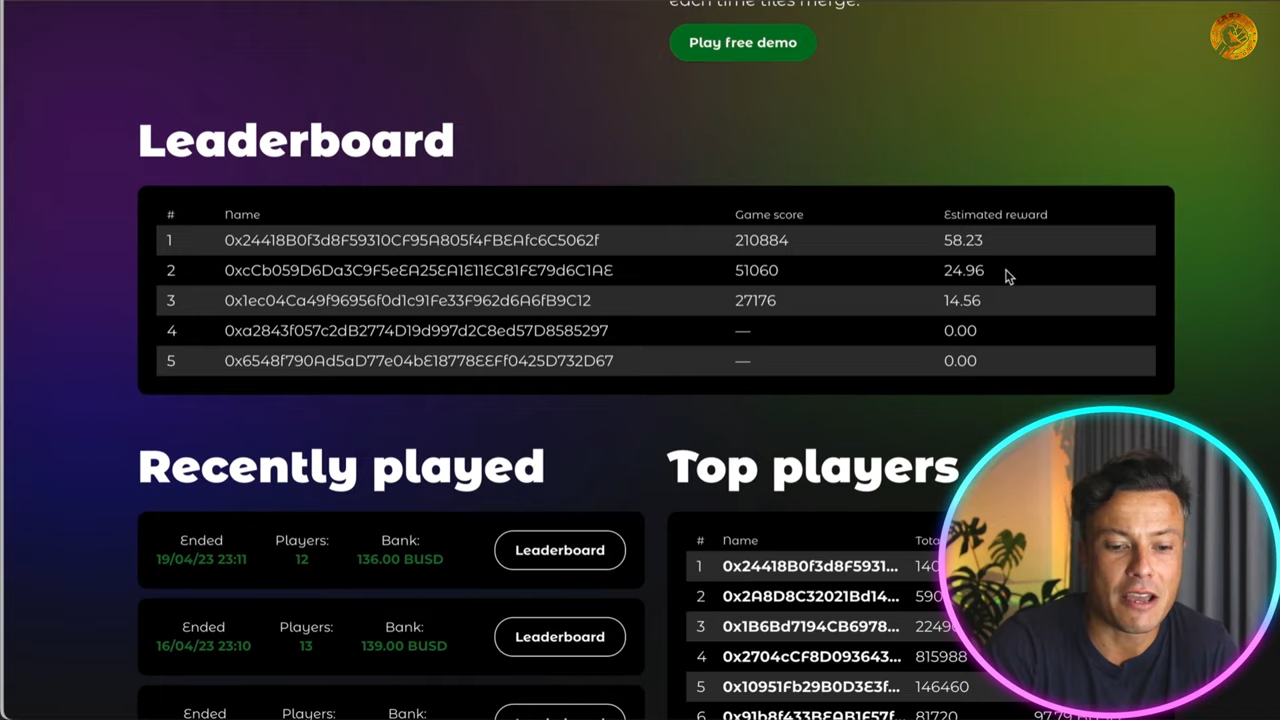 each time tiles merge.
Play free demo
Leaderboard
# Name Game score Estimated reward
1 0x24418B0f3d8F59310CF95A805f4FBEAfc6C5062f 210884 58.23
2 0xcCb059D6Da3C9F5eEA25EA1E11EC81FE79d6C1AE 51060 24.96
3 0x1ec04Ca49f96956f0d1c91Fe33F962d6A6fB9C12 27176 14.56
4 0xa2843f057c2dB2774D19d997d2C8ed57D8585297 — 0.00
5 0x6548f790Ad5aD77e04bE18778EEFf0425D732D67 — 0.00
Recently played
Ended Players: Bank:
19/04/23 23:11 12 136.00 BUSD
Leaderboard
Ended Players: Bank:
16/04/23 23:10 13 139.00 BUSD
Leaderboard
Ended Players: Bank:
Top players
# Name
1 0x24418B0f3d8F5931...
2 0x2A8D8C32021Bd14...
3 0x1B6Bd7194CB6978...
4 0x2704cCF8D093643... 815988
5 0x10951Fb29B0D3E3f... 146460
6 0x91b8f433BEAB1F57f... 81720